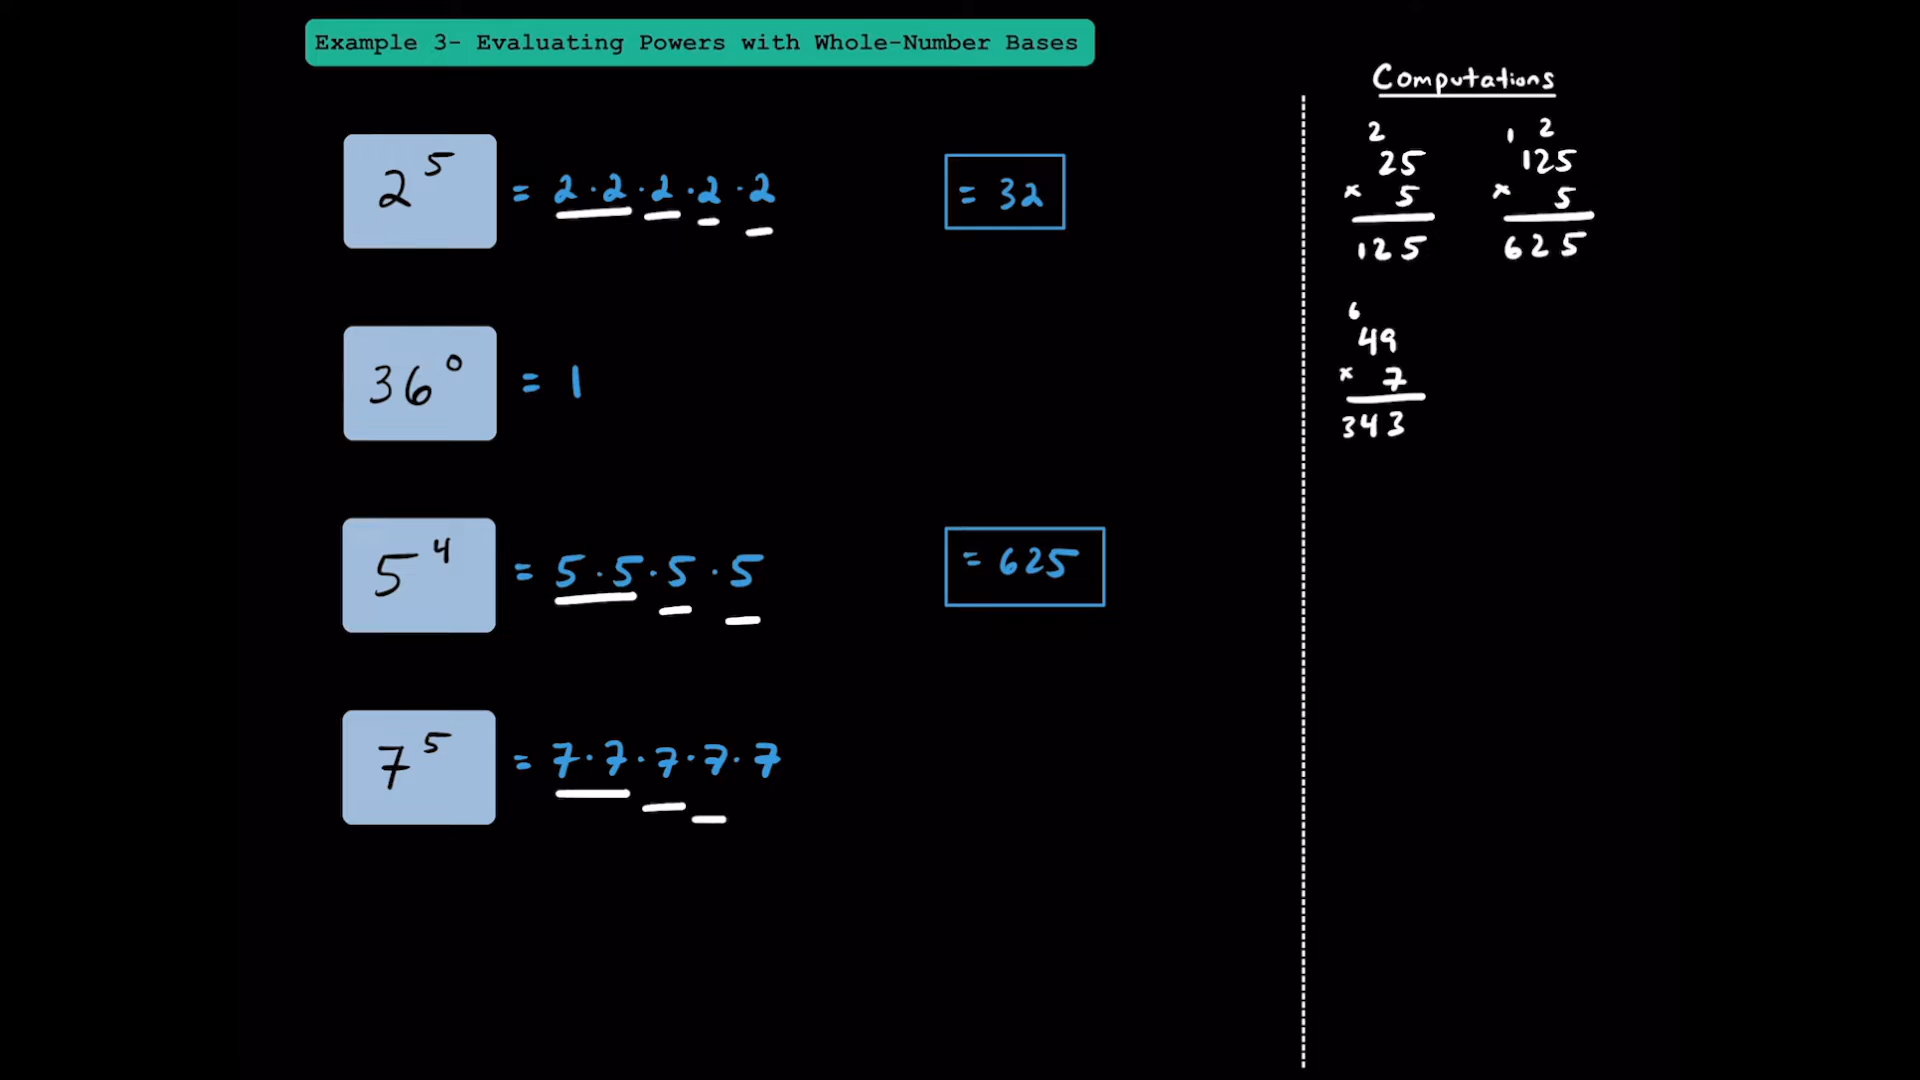 Example 3- Evaluating Powers with Whole-Number Bases
2⁵ = 2·2·2·2·2 = 32
36⁰ = 1
5⁴ = 5·5·5·5 = 625
7⁵ = 7·7·7·7·7
Computations
2
25
× 5
125
1 2
125
× 5
625
6
49
× 7
343